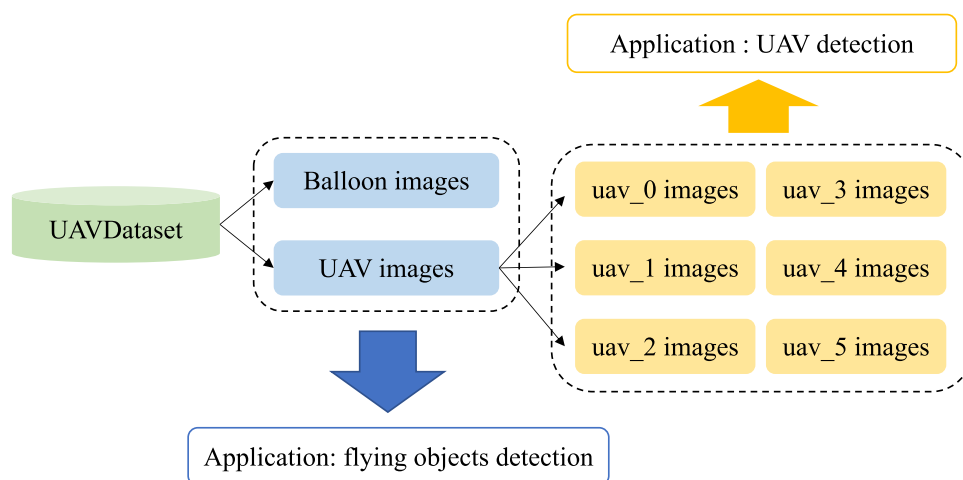 Application : UAV detection
Balloon images
uav_0 images
uav_3 images
UAVDataset
UAV images
uav_1 images
uav_4 images
uav_2 images
uav_5 images
Application: flying objects detection